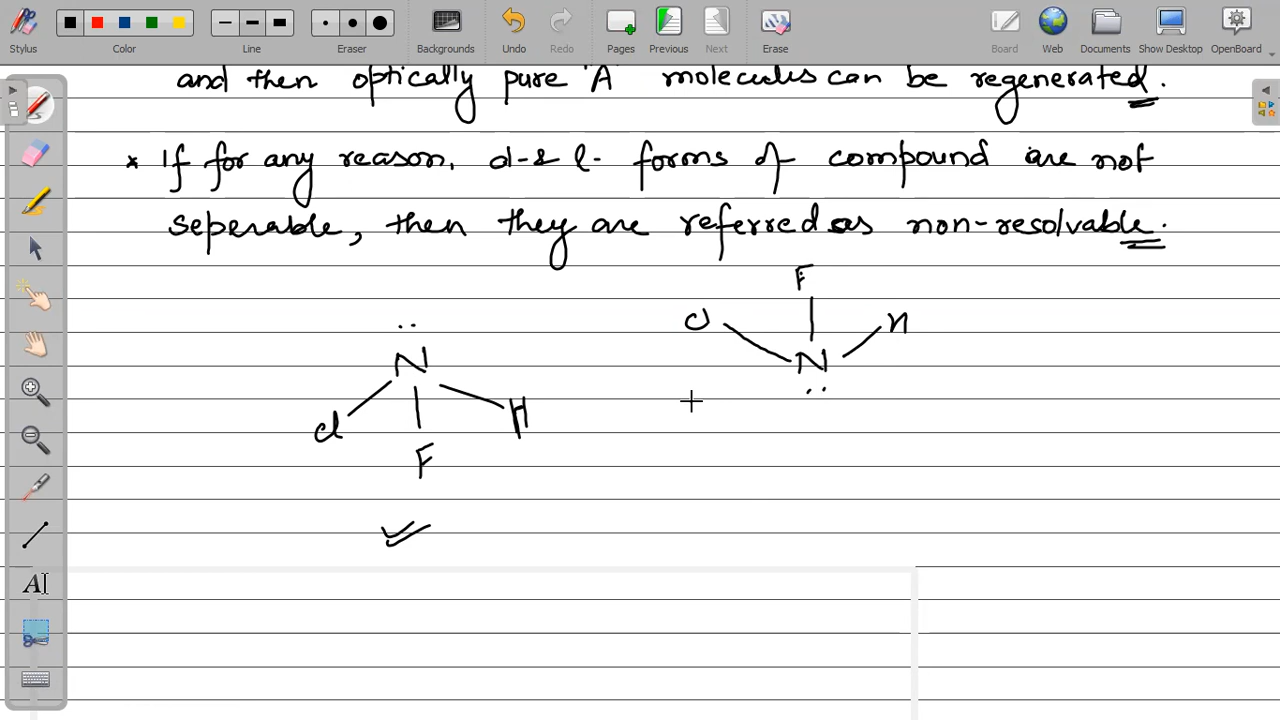 Stylus Color Line Eraser Backgrounds Undo Redo Pages Previous Next Erase Board Web Documents Show Desktop OpenBoard
and then optically pure 'A' molecules can be regenerated.
* If for any reason, d- & l- forms of compound are not
seperable, then they are referred as non-resolvable.
F
Cl H
N
N
Cl H
F
A